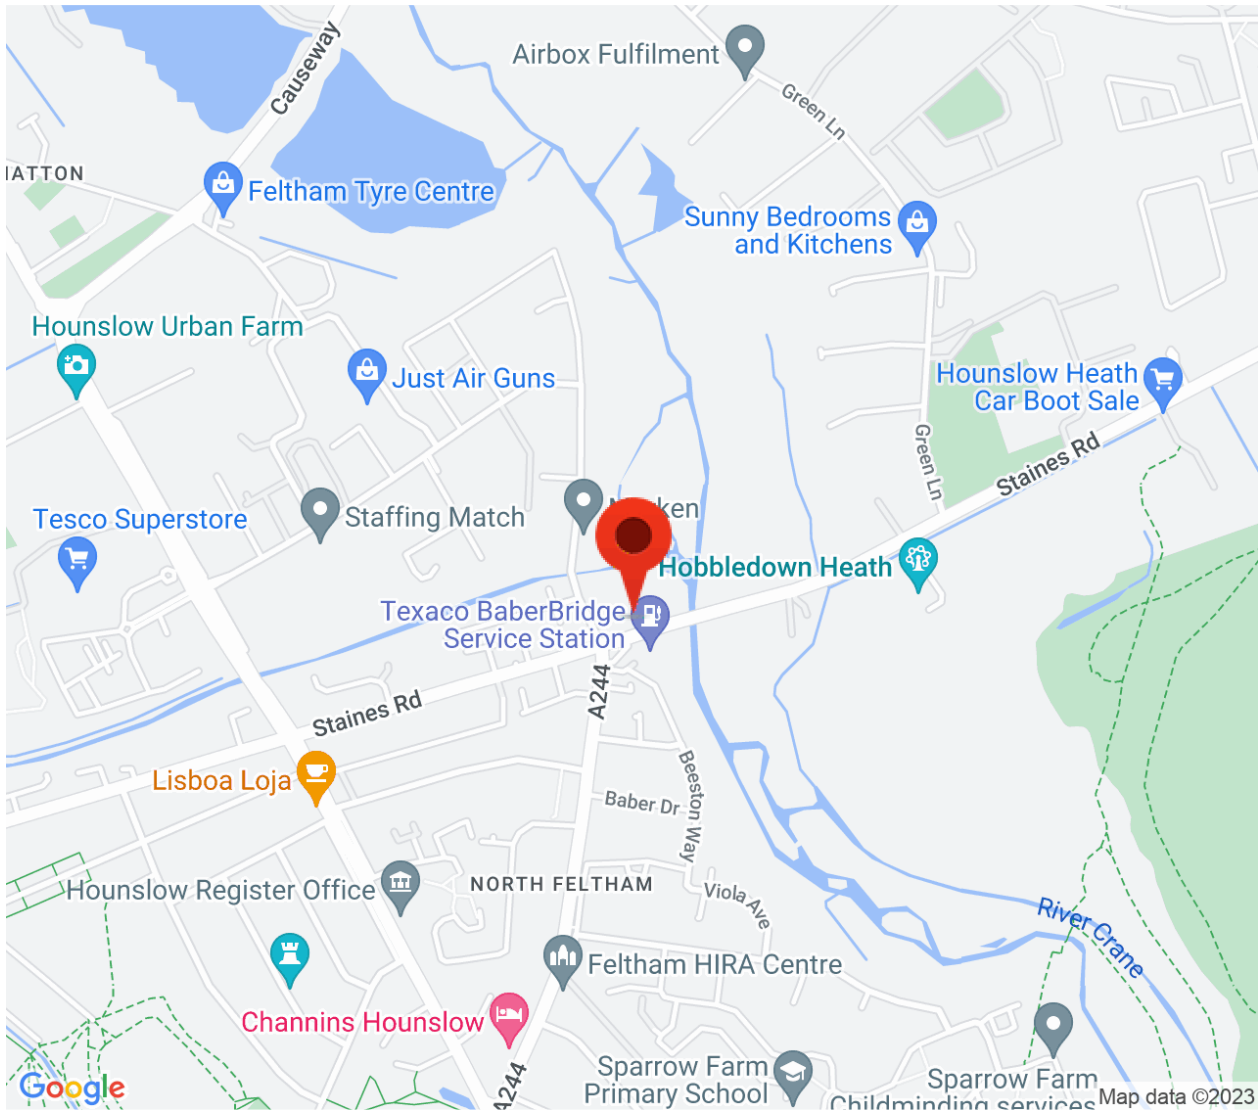 Causeway
Airbox Fulfilment
Green Ln
HATTON
Feltham Tyre Centre
Sunny Bedrooms
and Kitchens
Hounslow Urban Farm
Just Air Guns
Hounslow Heath
Car Boot Sale
Green Ln
Staines Rd
Tesco Superstore
Staffing Match
Hobbledown Heath
Texaco BaberBridge
Service Station
A244
Staines Rd
Lisboa Loja
Beeston Way
Baber Dr
Hounslow Register Office
NORTH FELTHAM
Viola Ave
River Crane
Feltham HIRA Centre
Channins Hounslow
A244
Sparrow Farm
Primary School
Sparrow Farm
Childminding services
Google
Map data ©2023